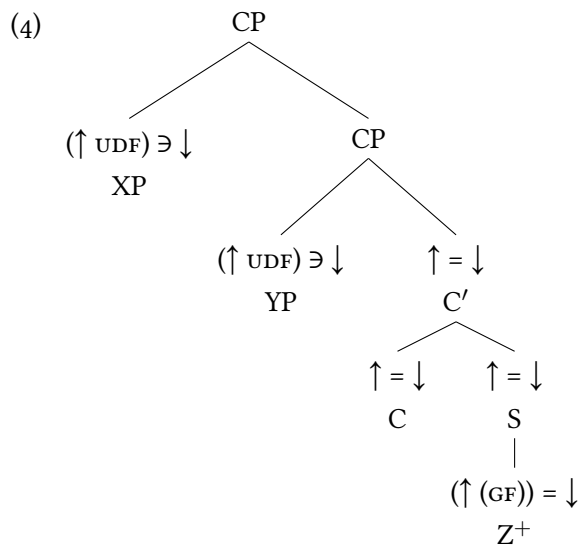 (4)
CP
(↑ UDF) ∋ ↓
XP
CP
(↑ UDF) ∋ ↓
YP
↑ = ↓
C′
↑ = ↓
C
↑ = ↓
S
(↑ (GF)) = ↓
Z⁺